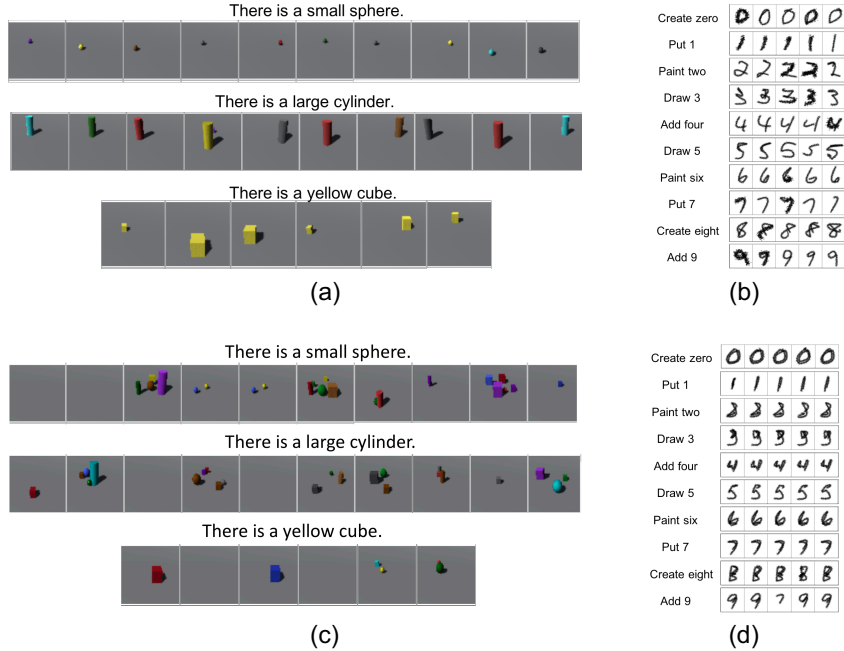 There is a small sphere.
There is a large cylinder.
There is a yellow cube.
(a)
Create zero
Put 1
Paint two
Draw 3
Add four
Draw 5
Paint six
Put 7
Create eight
Add 9
(b)
There is a small sphere.
There is a large cylinder.
There is a yellow cube.
(c)
Create zero
Put 1
Paint two
Draw 3
Add four
Draw 5
Paint six
Put 7
Create eight
Add 9
(d)